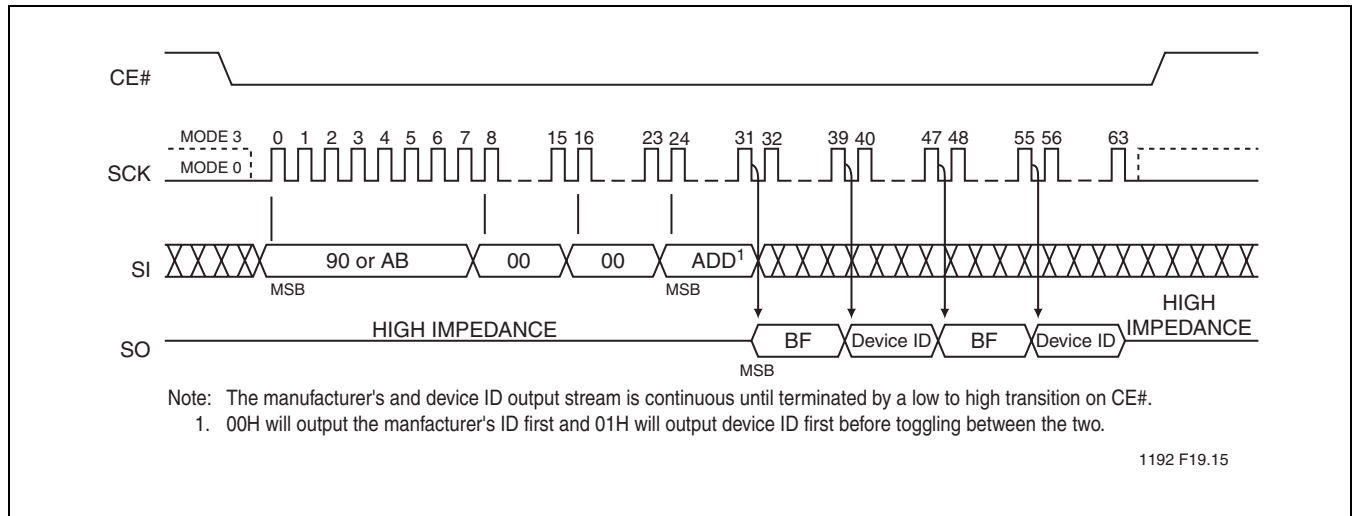 CE#
MODE 3
0 1 2 3 4 5 6 7 8 15 16 23 24 31 32 39 40 47 48 55 56 63
SCK
MODE 0
SI
90 or AB 00 00 ADD1
MSB MSB
HIGH IMPEDANCE
HIGH IMPEDANCE
SO
BF Device ID BF Device ID
MSB
Note: The manufacturer's and device ID output stream is continuous until terminated by a low to high transition on CE#.
1. 00H will output the manfacturer's ID first and 01H will output device ID first before toggling between the two.
1192 F19.15